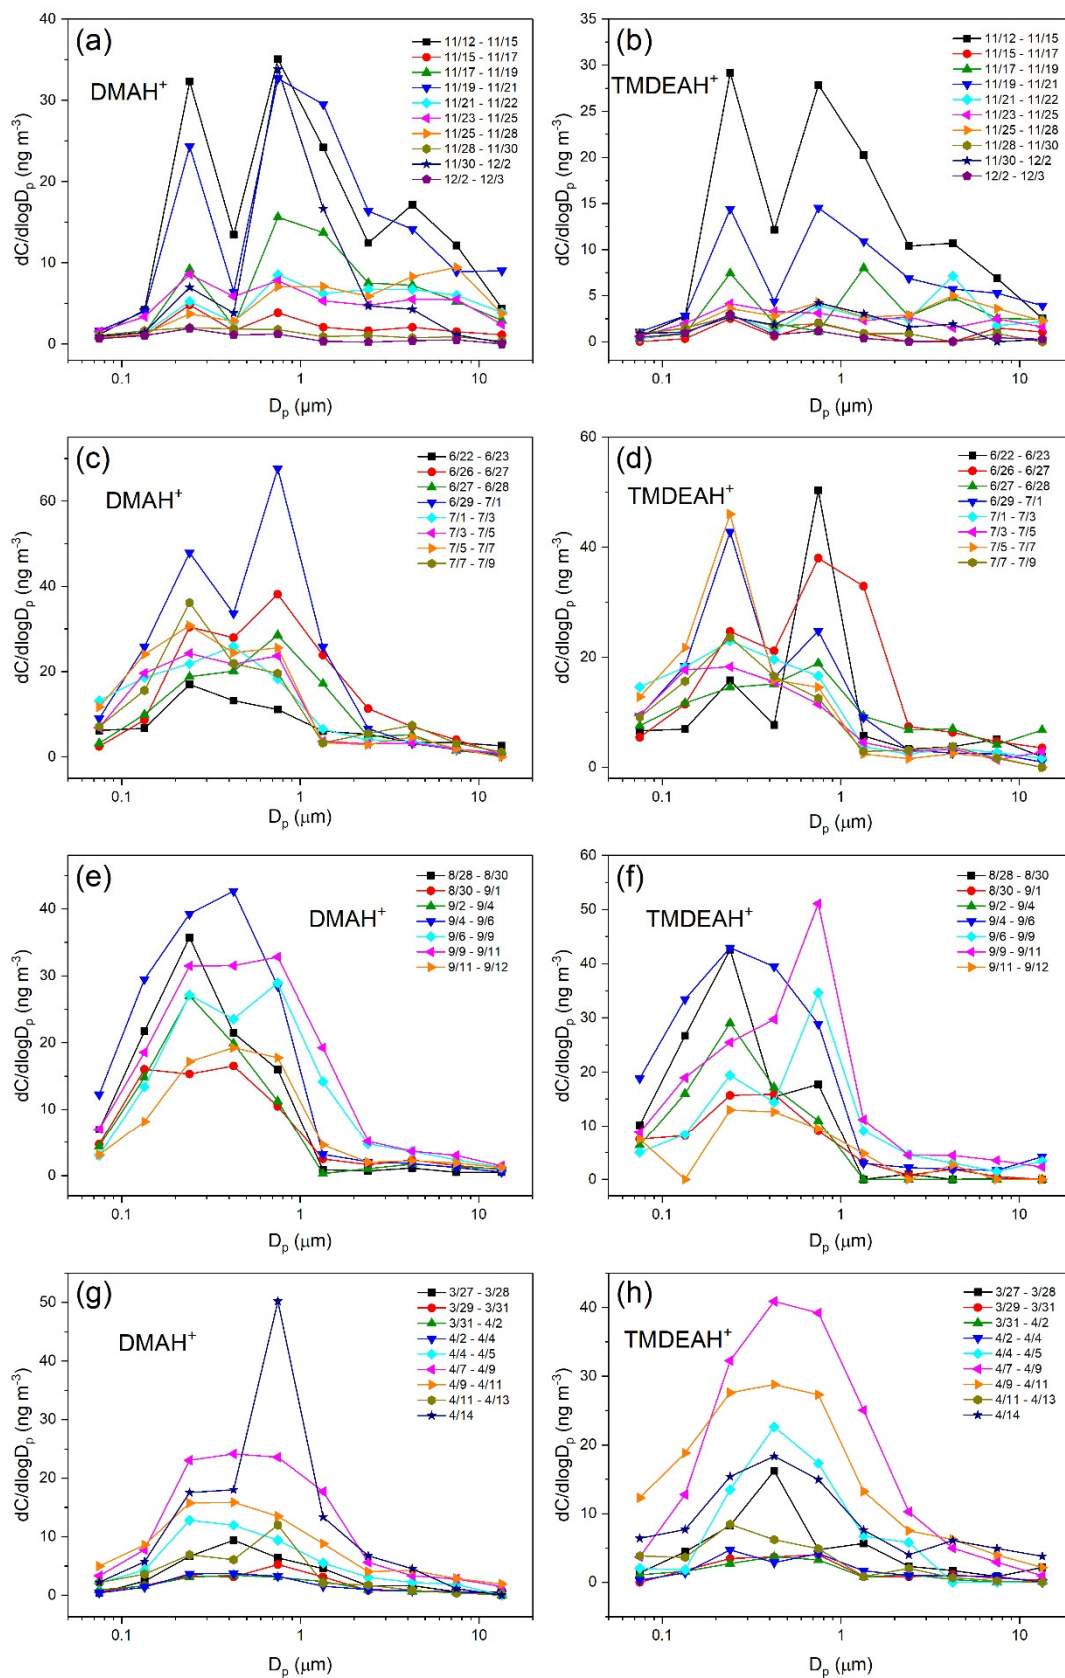 (a)
DMAH⁺
11/12 - 11/15
11/15 - 11/17
11/17 - 11/19
11/19 - 11/21
11/21 - 11/22
11/23 - 11/25
11/25 - 11/28
11/28 - 11/30
11/30 - 12/2
12/2 - 12/3
40
30
20
10
0
dC/dlogDₚ (ng m⁻³)
0.1 1 10
Dₚ (µm)
(b)
TMDEAH⁺
11/12 - 11/15
11/15 - 11/17
11/17 - 11/19
11/19 - 11/21
11/21 - 11/22
11/23 - 11/25
11/25 - 11/28
11/28 - 11/30
11/30 - 12/2
12/2 - 12/3
35
30
25
20
15
10
5
0
dC/dlogDₚ (ng m⁻³)
0.1 1 10
Dₚ (µm)
(c)
DMAH⁺
6/22 - 6/23
6/26 - 6/27
6/27 - 6/28
6/29 - 7/1
7/1 - 7/3
7/3 - 7/5
7/5 - 7/7
7/7 - 7/9
60
40
20
0
dC/dlogDₚ (ng m⁻³)
0.1 1 10
Dₚ (µm)
(d)
TMDEAH⁺
6/22 - 6/23
6/26 - 6/27
6/27 - 6/28
6/29 - 7/1
7/1 - 7/3
7/3 - 7/5
7/5 - 7/7
7/7 - 7/9
60
40
20
0
dC/dlogDₚ (ng m⁻³)
0.1 1 10
Dₚ (µm)
(e)
DMAH⁺
8/28 - 8/30
8/30 - 9/1
9/2 - 9/4
9/4 - 9/6
9/6 - 9/9
9/9 - 9/11
9/11 - 9/12
40
30
20
10
0
dC/dlogDₚ (ng m⁻³)
0.1 1 10
Dₚ (µm)
(f)
TMDEAH⁺
8/28 - 8/30
8/30 - 9/1
9/2 - 9/4
9/4 - 9/6
9/6 - 9/9
9/9 - 9/11
9/11 - 9/12
60
50
40
30
20
10
0
dC/dlogDₚ (ng m⁻³)
0.1 1 10
Dₚ (µm)
(g)
DMAH⁺
3/27 - 3/28
3/29 - 3/31
3/31 - 4/2
4/2 - 4/4
4/4 - 4/5
4/7 - 4/9
4/9 - 4/11
4/11 - 4/13
4/14
50
40
30
20
10
0
dC/dlogDₚ (ng m⁻³)
0.1 1 10
Dₚ (µm)
(h)
TMDEAH⁺
3/27 - 3/28
3/29 - 3/31
3/31 - 4/2
4/2 - 4/4
4/4 - 4/5
4/7 - 4/9
4/9 - 4/11
4/11 - 4/13
4/14
40
30
20
10
0
dC/dlogDₚ (ng m⁻³)
0.1 1 10
Dₚ (µm)